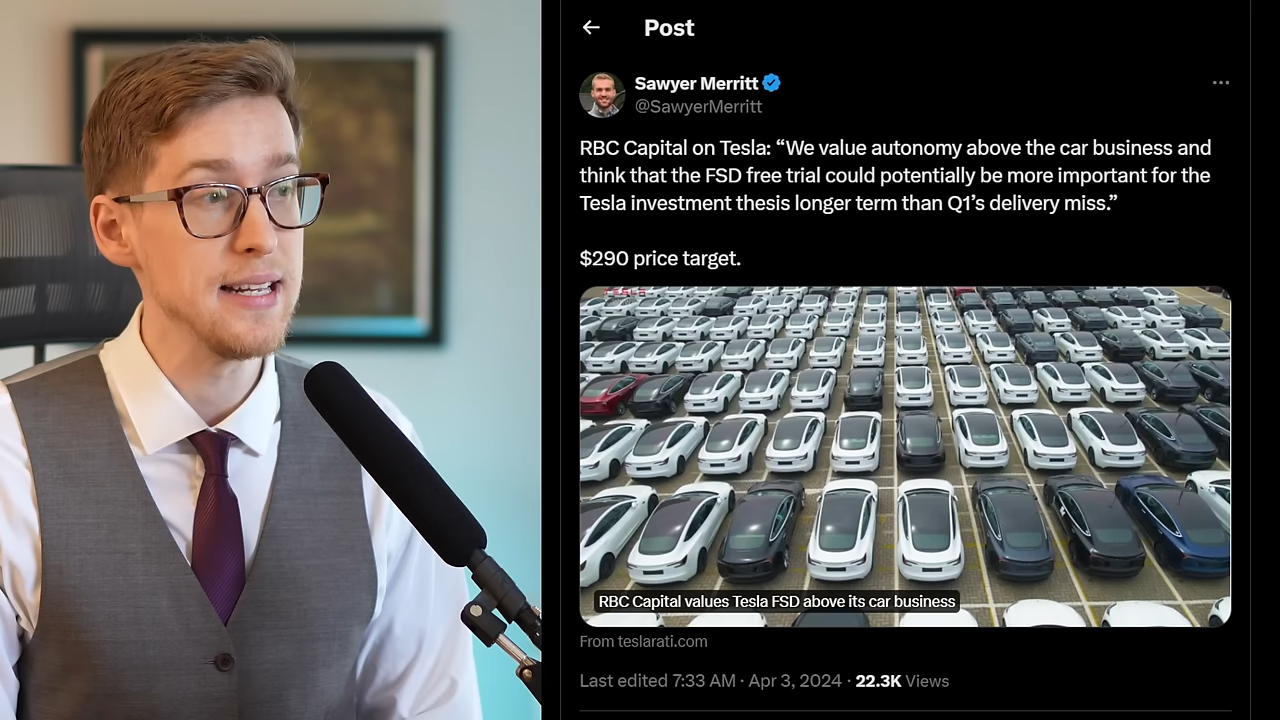 Post
Sawyer Merritt
@SawyerMerritt
RBC Capital on Tesla: “We value autonomy above the car business and
think that the FSD free trial could potentially be more important for the
Tesla investment thesis longer term than Q1’s delivery miss.”
$290 price target.
TESLA
RBC Capital values Tesla FSD above its car business
From teslarati.com
Last edited 7:33 AM · Apr 3, 2024 · 22.3K Views